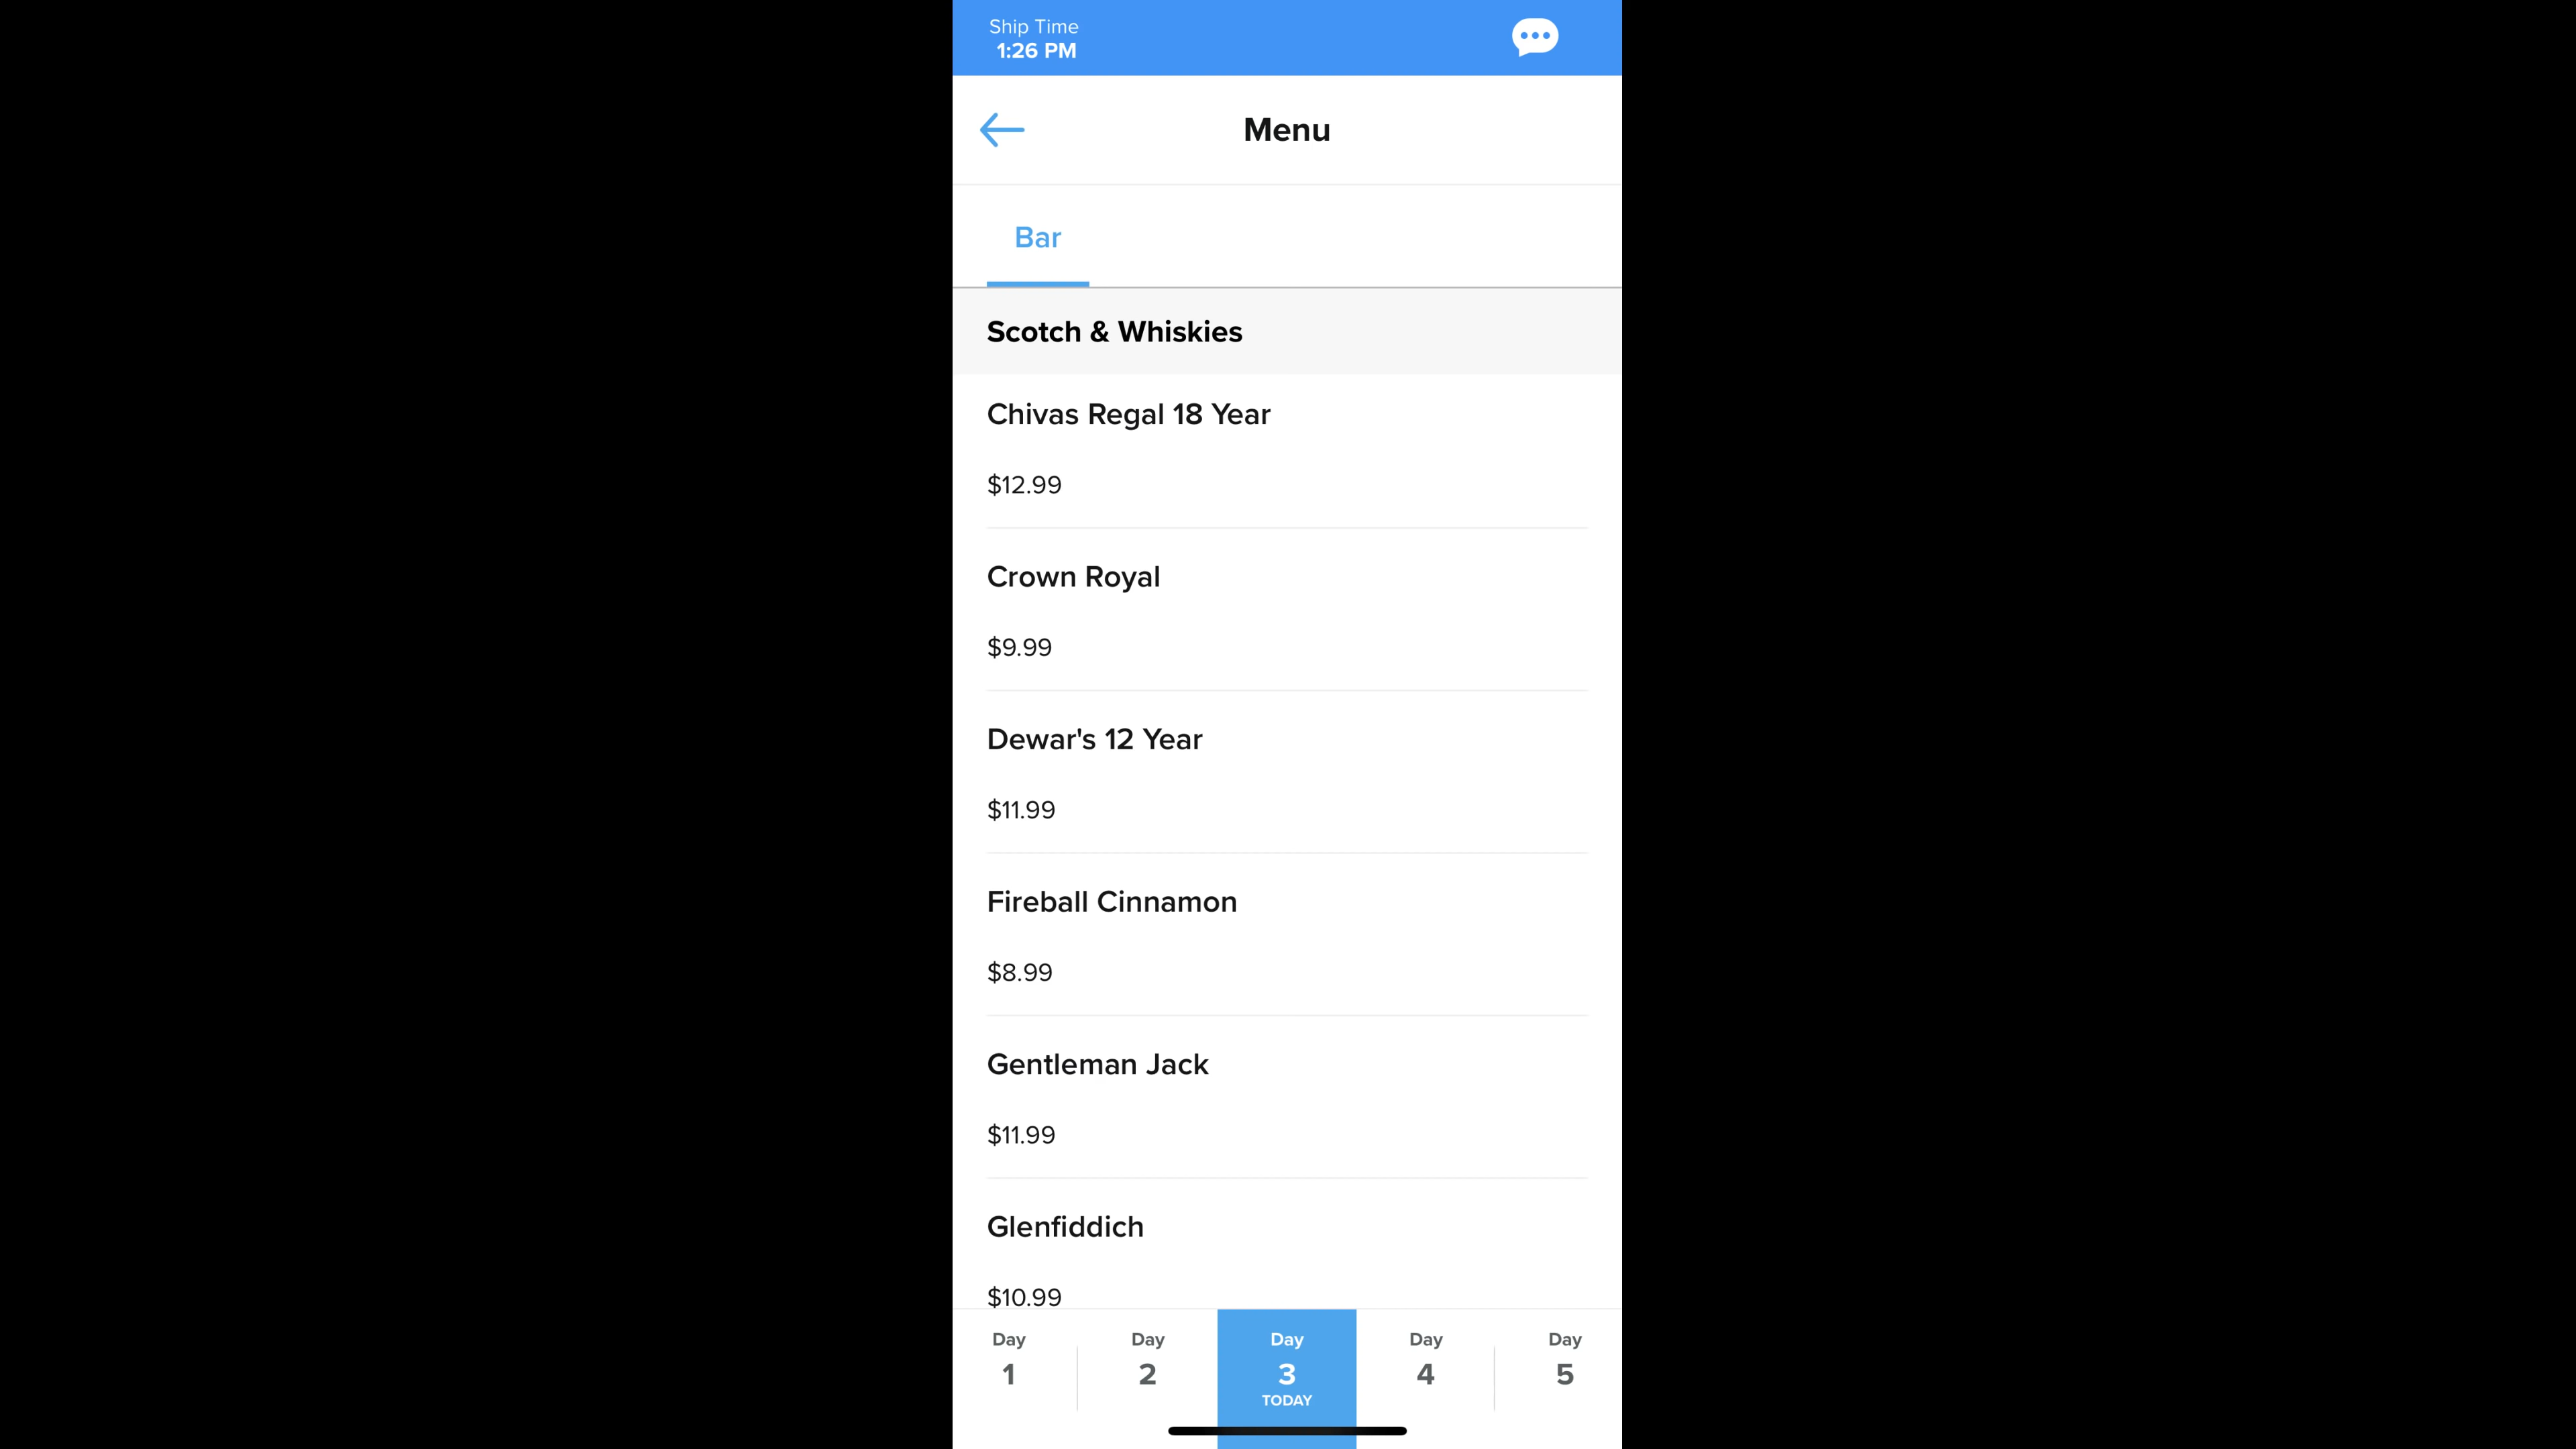 Ship Time
1:26 PM
Menu
Bar
Scotch & Whiskies
Chivas Regal 18 Year
$12.99
Crown Royal
$9.99
Dewar's 12 Year
$11.99
Fireball Cinnamon
$8.99
Gentleman Jack
$11.99
Glenfiddich
$10.99
Day Day Day Day Day
1 2 3 4 5
TODAY